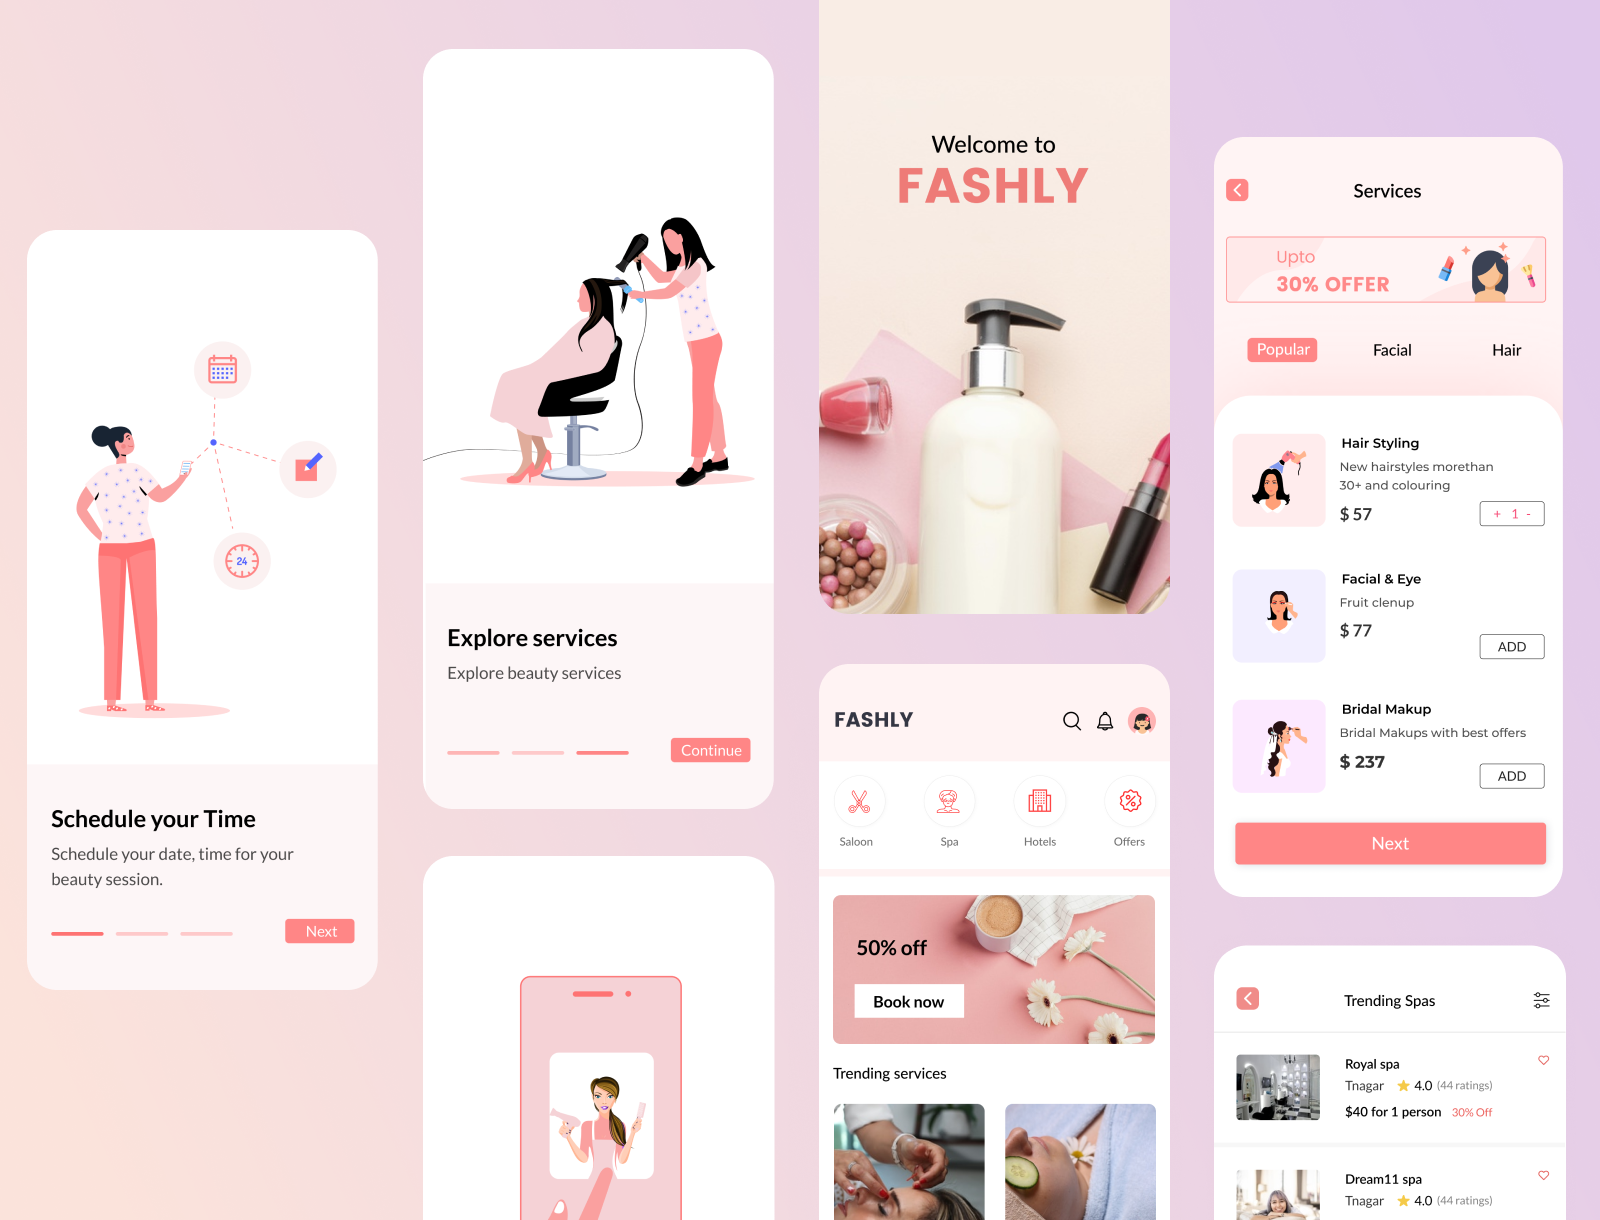 24
Schedule your Time
Schedule your date, time for your
beauty session.
Next
Explore services
Explore beauty services
Continue
Welcome to
FASHLY
FASHLY
Saloon
Spa
Hotels
Offers
50% off
Book now
Trending services
Services
Upto
30% OFFER
Popular
Facial
Hair
Hair Styling
New hairstyles morethan
30+ and colouring
$ 57
+ 1 -
Facial & Eye
Fruit clenup
$ 77
ADD
Bridal Makup
Bridal Makups with best offers
$ 237
ADD
Next
Trending Spas
Royal spa
Tnagar 4.0 (44 ratings)
$40 for 1 person 30% Off
Dream11 spa
Tnagar 4.0 (44 ratings)